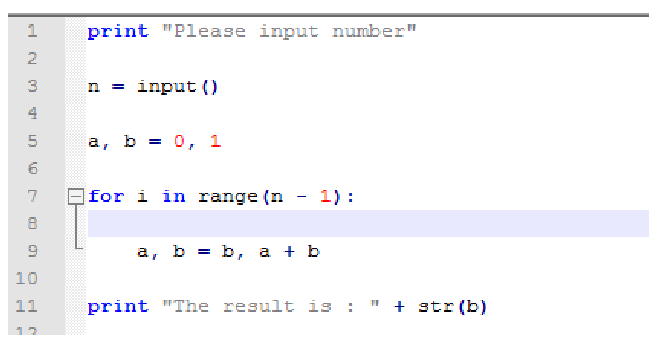 1 print "Please input number"
2
3 n = input()
4
5 a, b = 0, 1
6
7 for i in range(n - 1):
8
9 a, b = b, a + b
10
11 print "The result is : " + str(b)
12